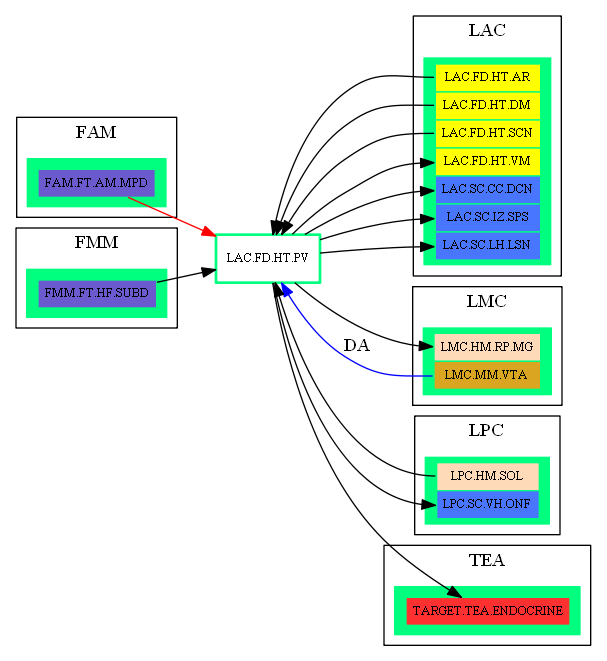 FAM
FAM.FT.AM.MPD
FMM
FMM.FT.HF.SUBD
LAC.FD.HT.PV
DA
LAC
LAC.FD.HT.AR
LAC.FD.HT.DM
LAC.FD.HT.SCN
LAC.FD.HT.VM
LAC.SC.CC.DCN
LAC.SC.IZ.SPS
LAC.SC.LH.LSN
LMC
LMC.HM.RP.MG
LMC.MM.VTA
LPC
LPC.HM.SOL
LPC.SC.VH.ONF
TEA
TARGET.TEA.ENDOCRINE